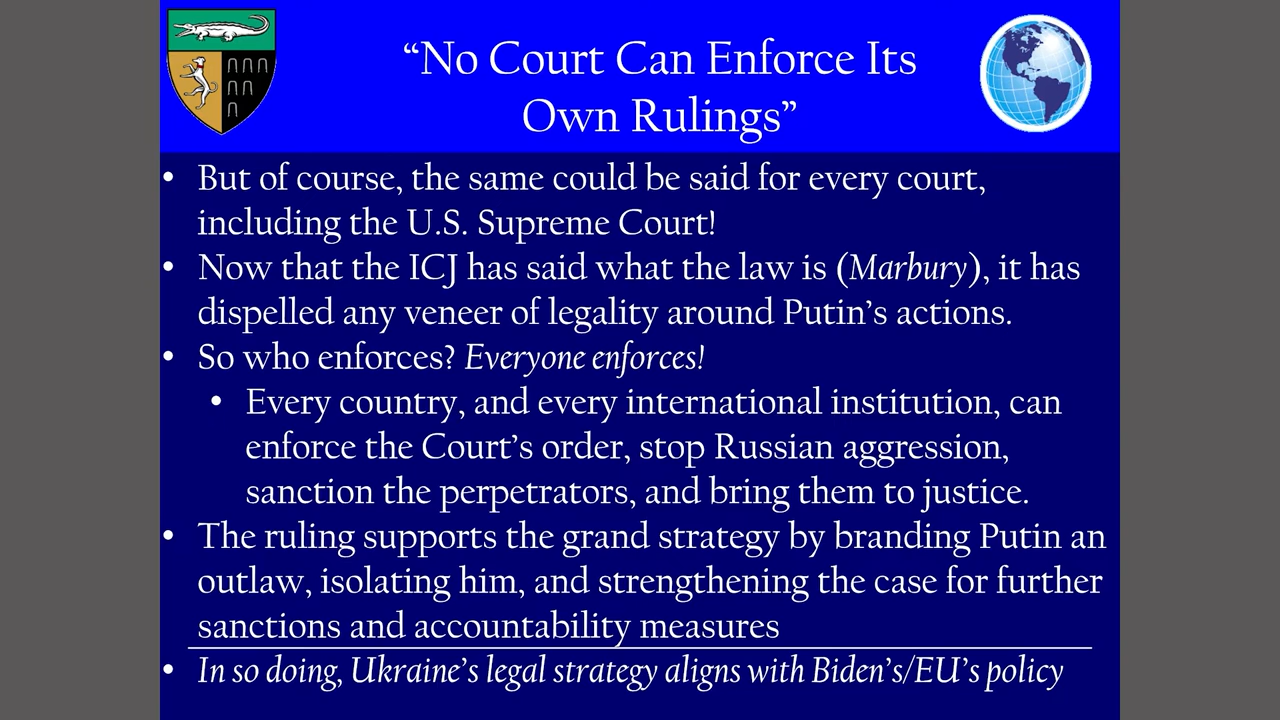 “No Court Can Enforce Its
Own Rulings”
• But of course, the same could be said for every court,
including the U.S. Supreme Court!
• Now that the ICJ has said what the law is (Marbury), it has
dispelled any veneer of legality around Putin’s actions.
• So who enforces? Everyone enforces!
• Every country, and every international institution, can
enforce the Court’s order, stop Russian aggression,
sanction the perpetrators, and bring them to justice.
• The ruling supports the grand strategy by branding Putin an
outlaw, isolating him, and strengthening the case for further
sanctions and accountability measures
• In so doing, Ukraine’s legal strategy aligns with Biden’s/EU’s policy